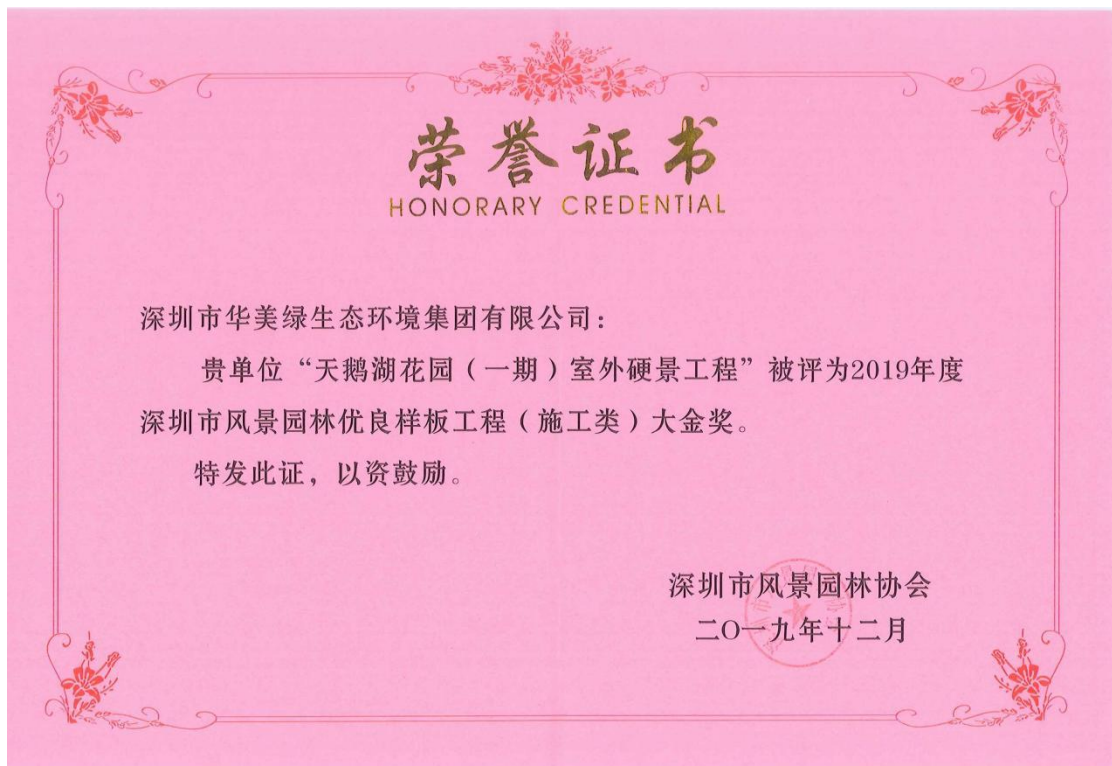 荣誉证书
HONORARY CREDENTIAL
深圳市华美绿生态环境集团有限公司：
贵单位“天鹅湖花园（一期）室外硬景工程”被评为2019年度
深圳市风景园林优良样板工程（施工类）大金奖。
特发此证，以资鼓励。
深圳市风景园林协会
二O一九年十二月